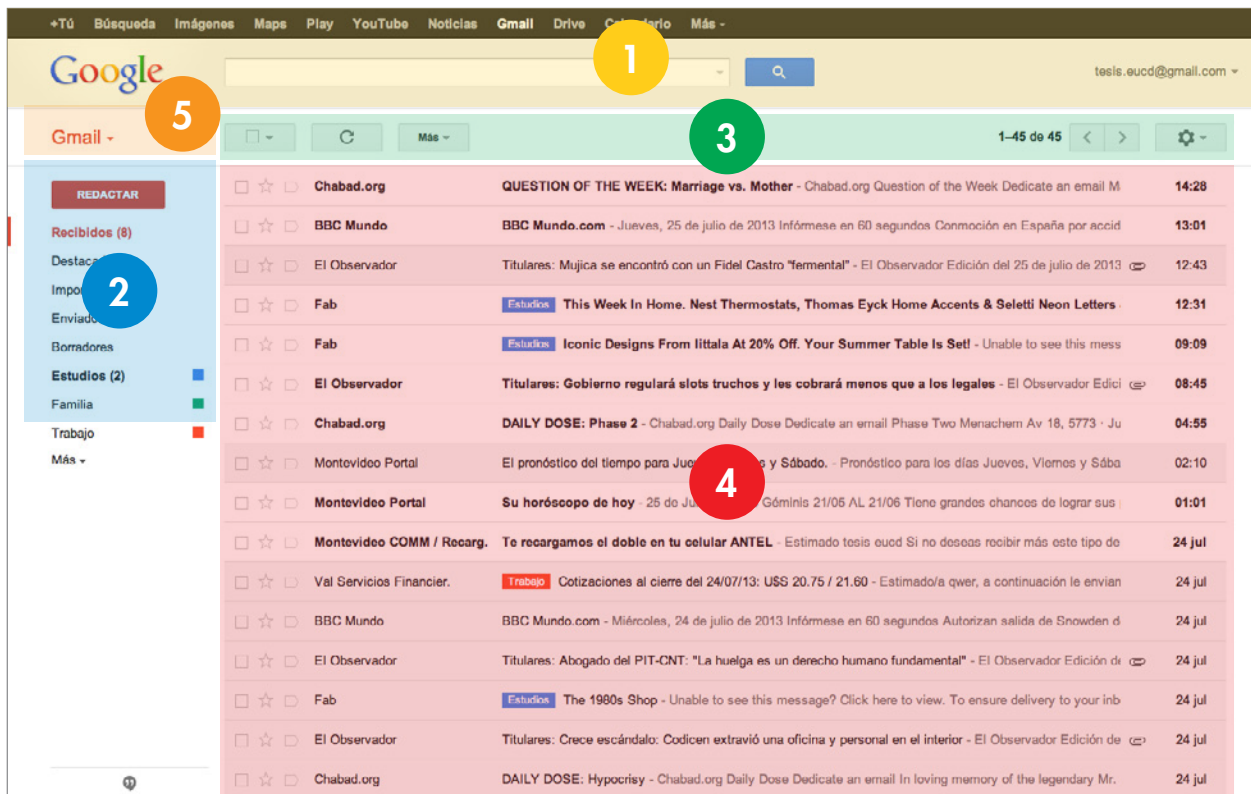 +Tú Búsqueda Imágenes Maps Play YouTube Noticias Gmail Drive Más
Google
1
tesis.eucd@gmail.com
5
Gmail
3
Más
1–45 de 45
REDACTAR
Recibidos (8)
2
Borradores
Estudios (2)
Familia
Trabajo
Más
Chabad.org QUESTION OF THE WEEK: Marriage vs. Mother - Chabad.org Question of the Week Dedicate an email M 14:28
BBC Mundo BBC Mundo.com - Jueves, 25 de julio de 2013 Infórmese en 60 segundos Conmoción en España por accid 13:01
El Observador Titulares: Mujica se encontró con un Fidel Castro "fermental" - El Observador Edición del 25 de julio de 2013 12:43
Fab Estudios This Week In Home. Nest Thermostats, Thomas Eyck Home Accents & Seletti Neon Letters 12:31
Fab Estudios Iconic Designs From Iittala At 20% Off. Your Summer Table Is Set! - Unable to see this mess 09:09
El Observador Titulares: Gobierno regulará slots truchos y les cobrará menos que a los legales - El Observador Edici 08:45
Chabad.org DAILY DOSE: Phase 2 - Chabad.org Daily Dose Dedicate an email Phase Two Menachem Av 18, 5773 · Ju 04:55
Montevideo Portal El pronóstico del tiempo para y Sábado. - Pronóstico para los días Jueves, Viernes y Sába 02:10
4
Montevideo Portal Su horóscopo de hoy - 25 de Géminis 21/05 AL 21/06 Tiene grandes chances de lograr sus 01:01
Montevideo COMM / Recarg. Te recargamos el doble en tu celular ANTEL - Estimado tesis eucd Si no deseas recibir más este tipo de 24 jul
Val Servicios Financier. Trabajo Cotizaciones al cierre del 24/07/13: U$S 20.75 / 21.60 - Estimado/a qwer, a continuación le envian 24 jul
BBC Mundo BBC Mundo.com - Miércoles, 24 de julio de 2013 Infórmese en 60 segundos Autorizan salida de Snowden d 24 jul
El Observador Titulares: Abogado del PIT-CNT: "La huelga es un derecho humano fundamental" - El Observador Edición de 24 jul
Fab Estudios The 1980s Shop - Unable to see this message? Click here to view. To ensure delivery to your inb 24 jul
El Observador Titulares: Crece escándalo: Codicen extravió una oficina y personal en el interior - El Observador Edición de 24 jul
Chabad.org DAILY DOSE: Hypocrisy - Chabad.org Daily Dose Dedicate an email In loving memory of the legendary Mr. 24 jul